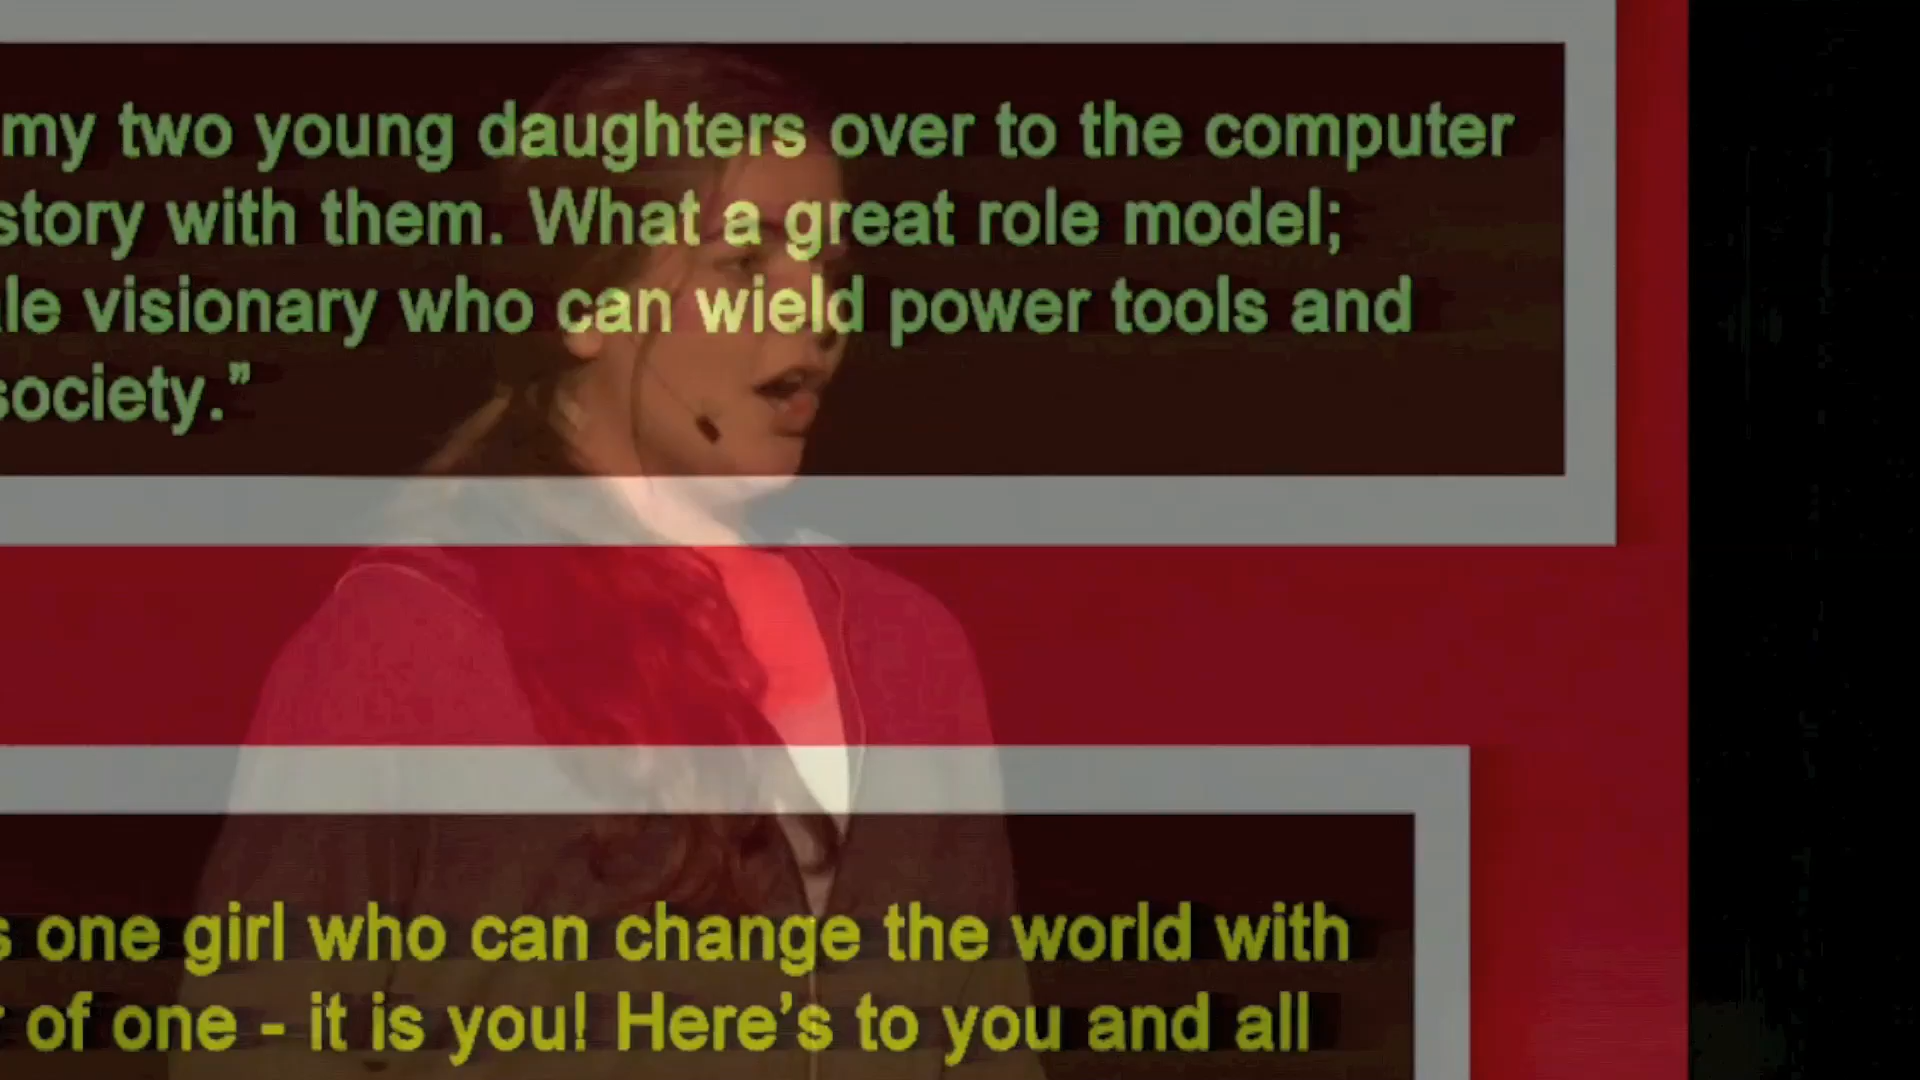 my two young daughters over to the computer
story with them. What a great role model;
le visionary who can wield power tools and
society.”
s one girl who can change the world with
of one - it is you! Here’s to you and all